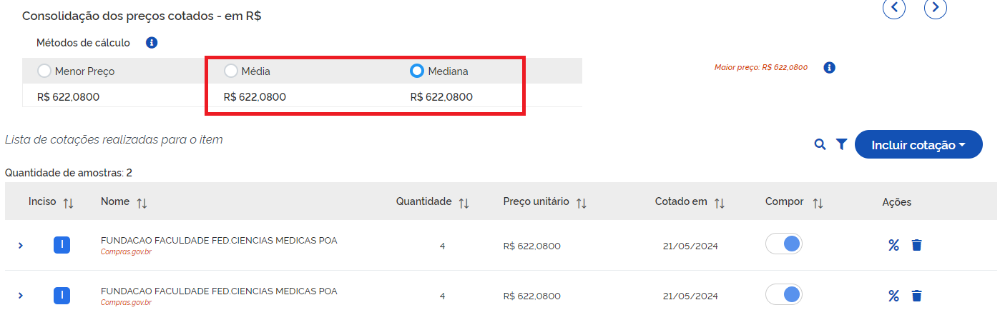 Consolidação dos preços cotados - em R$
Métodos de cálculo
Menor Preço Média Mediana
Maior preço: R$ 622,0800
R$ 622,0800 R$ 622,0800 R$ 622,0800
Lista de cotações realizadas para o item
Incluir cotação
Quantidade de amostras: 2
Inciso Nome Quantidade Preço unitário Cotado em Compor Ações
I FUNDACAO FACULDADE FED.CIENCIAS MEDICAS POA 4 R$ 622,0800 21/05/2024
Compras.gov.br
I FUNDACAO FACULDADE FED.CIENCIAS MEDICAS POA 4 R$ 622,0800 21/05/2024
Compras.gov.br